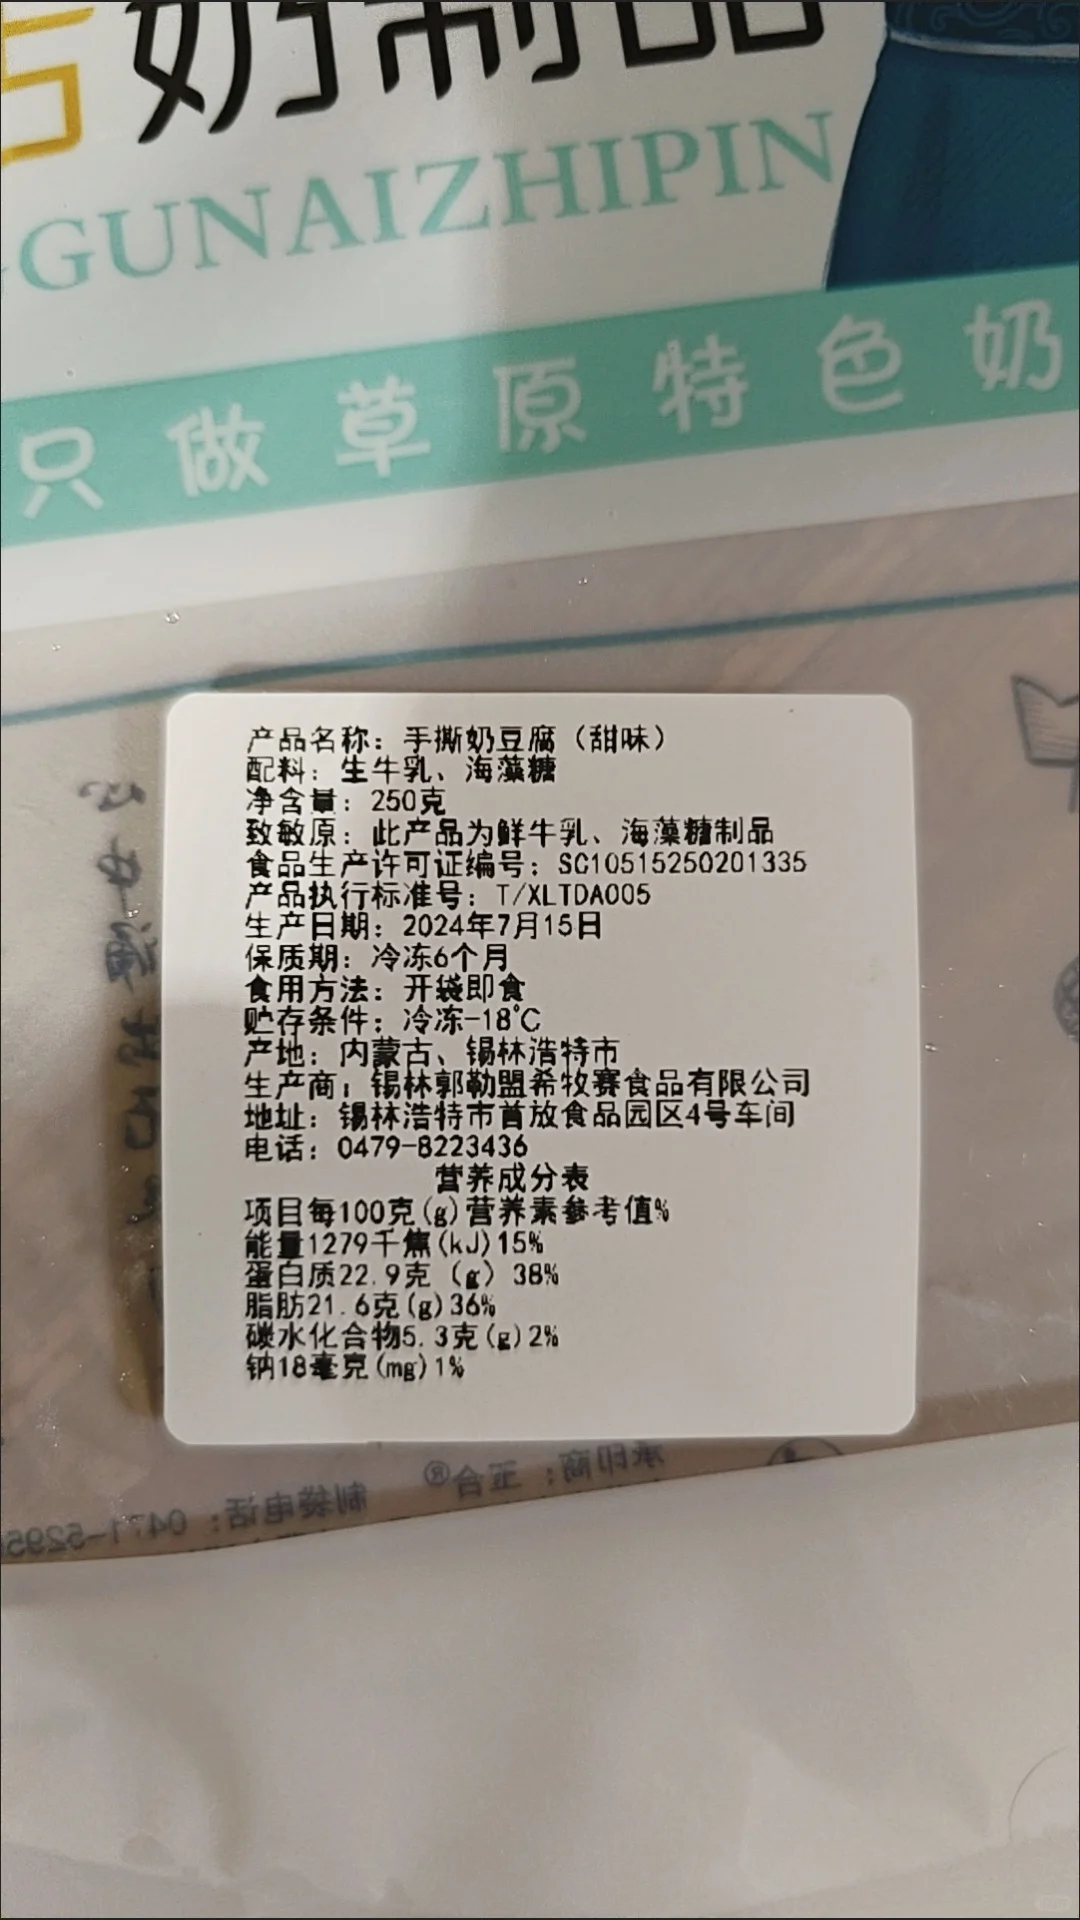 奶制品
GUNAIZHIPIN
只做草原特色奶
产品名称：手撕奶豆腐（甜味）
配料：生牛乳、海藻糖
净含量：250克
致敏原：此产品为鲜牛乳、海藻糖制品
食品生产许可证编号：SC10515250201335
产品执行标准号：T/XLTDA005
生产日期：2024年7月15日
保质期：冷冻6个月
食用方法：开袋即食
贮存条件：冷冻-18℃
产地：内蒙古、锡林浩特市
生产商：锡林郭勒盟希牧赛食品有限公司
地址：锡林浩特市首放食品园区4号车间
电话：0479-8223436
营养成分表
项目每100克(g)营养素参考值%
能量1279千焦(kJ)15%
蛋白质22.9克（g）38%
脂肪21.6克(g)36%
碳水化合物5.3克(g)2%
钠18毫克(mg)1%
承印商：玉合®
制袋电话：0471-5295